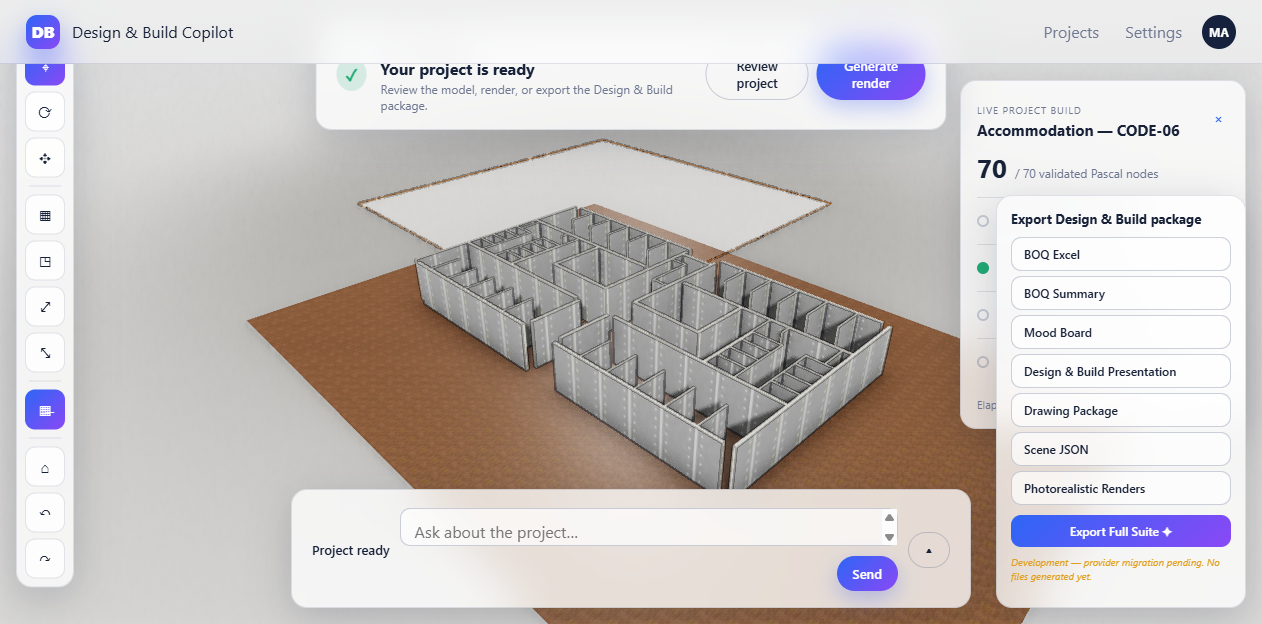 DB Design & Build Copilot
Projects Settings MA
Your project is ready
Review the model, render, or export the Design & Build
package.
Review
project
Generate
render
LIVE PROJECT BUILD
Accommodation — CODE-06
×
70 / 70 validated Pascal nodes
Export Design & Build package
BOQ Excel
BOQ Summary
Mood Board
Design & Build Presentation
Drawing Package
Scene JSON
Photorealistic Renders
Export Full Suite ✦
Development — provider migration pending. No
files generated yet.
Project ready
Ask about the project...
Send